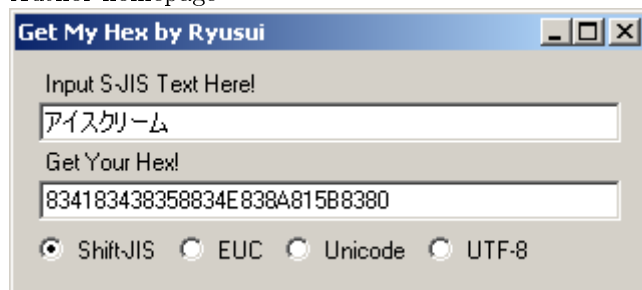 Get My Hex by Ryusui
Input S-JIS Text Here!
アイスクリーム
Get Your Hex!
834183438358834E838A815B8380
Shift-JIS EUC Unicode UTF-8